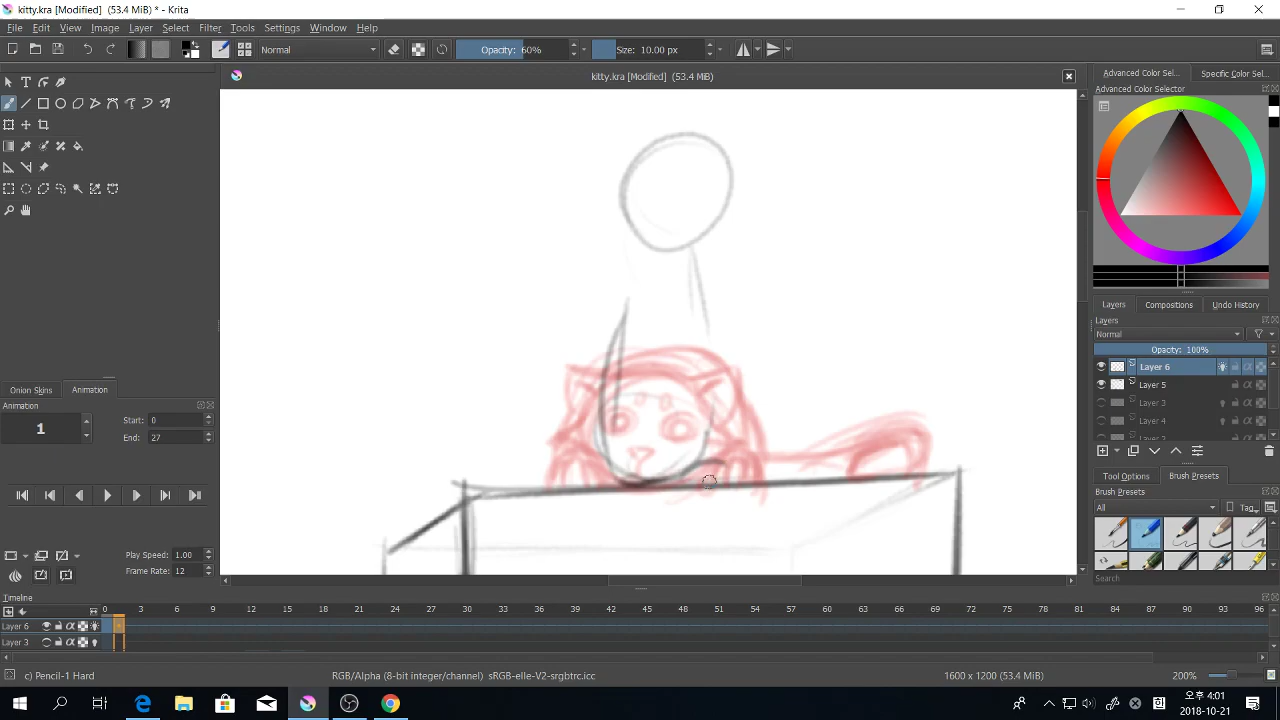 kitty.kra [Modified] (53.4 MiB) * - Krita
File Edit View Image Layer Select Filter Tools Settings Window Help
Normal Opacity: 60% Size: 10.00 px
kitty.kra [Modified] (53.4 MiB)
Advanced Color Sel... Specific Color Sel...
Advanced Color Selector
Layers Compositions Undo History
Layers
Normal
Opacity: 100%
Layer 6
Layer 5
Layer 3
Layer 4
Onion Skins Animation
Animation
1 Start: 0
End: 27
Tool Options Brush Presets
Brush Presets
All Tag
Search
Play Speed: 1.00
Frame Rate: 12
Timeline
0 3 6 9 12 15 18 21 24 27 30 33 36 39 42 45 48 51 54 57 60 63 66 69 72 75 78 81 84 87 90 93 96
Layer 6
Layer 3
c) Pencil-1 Hard RGB/Alpha (8-bit integer/channel) sRGB-elle-V2-srgbtrc.icc 1600 x 1200 (53.4 MiB) 200%
오후 4:01
2018-10-21